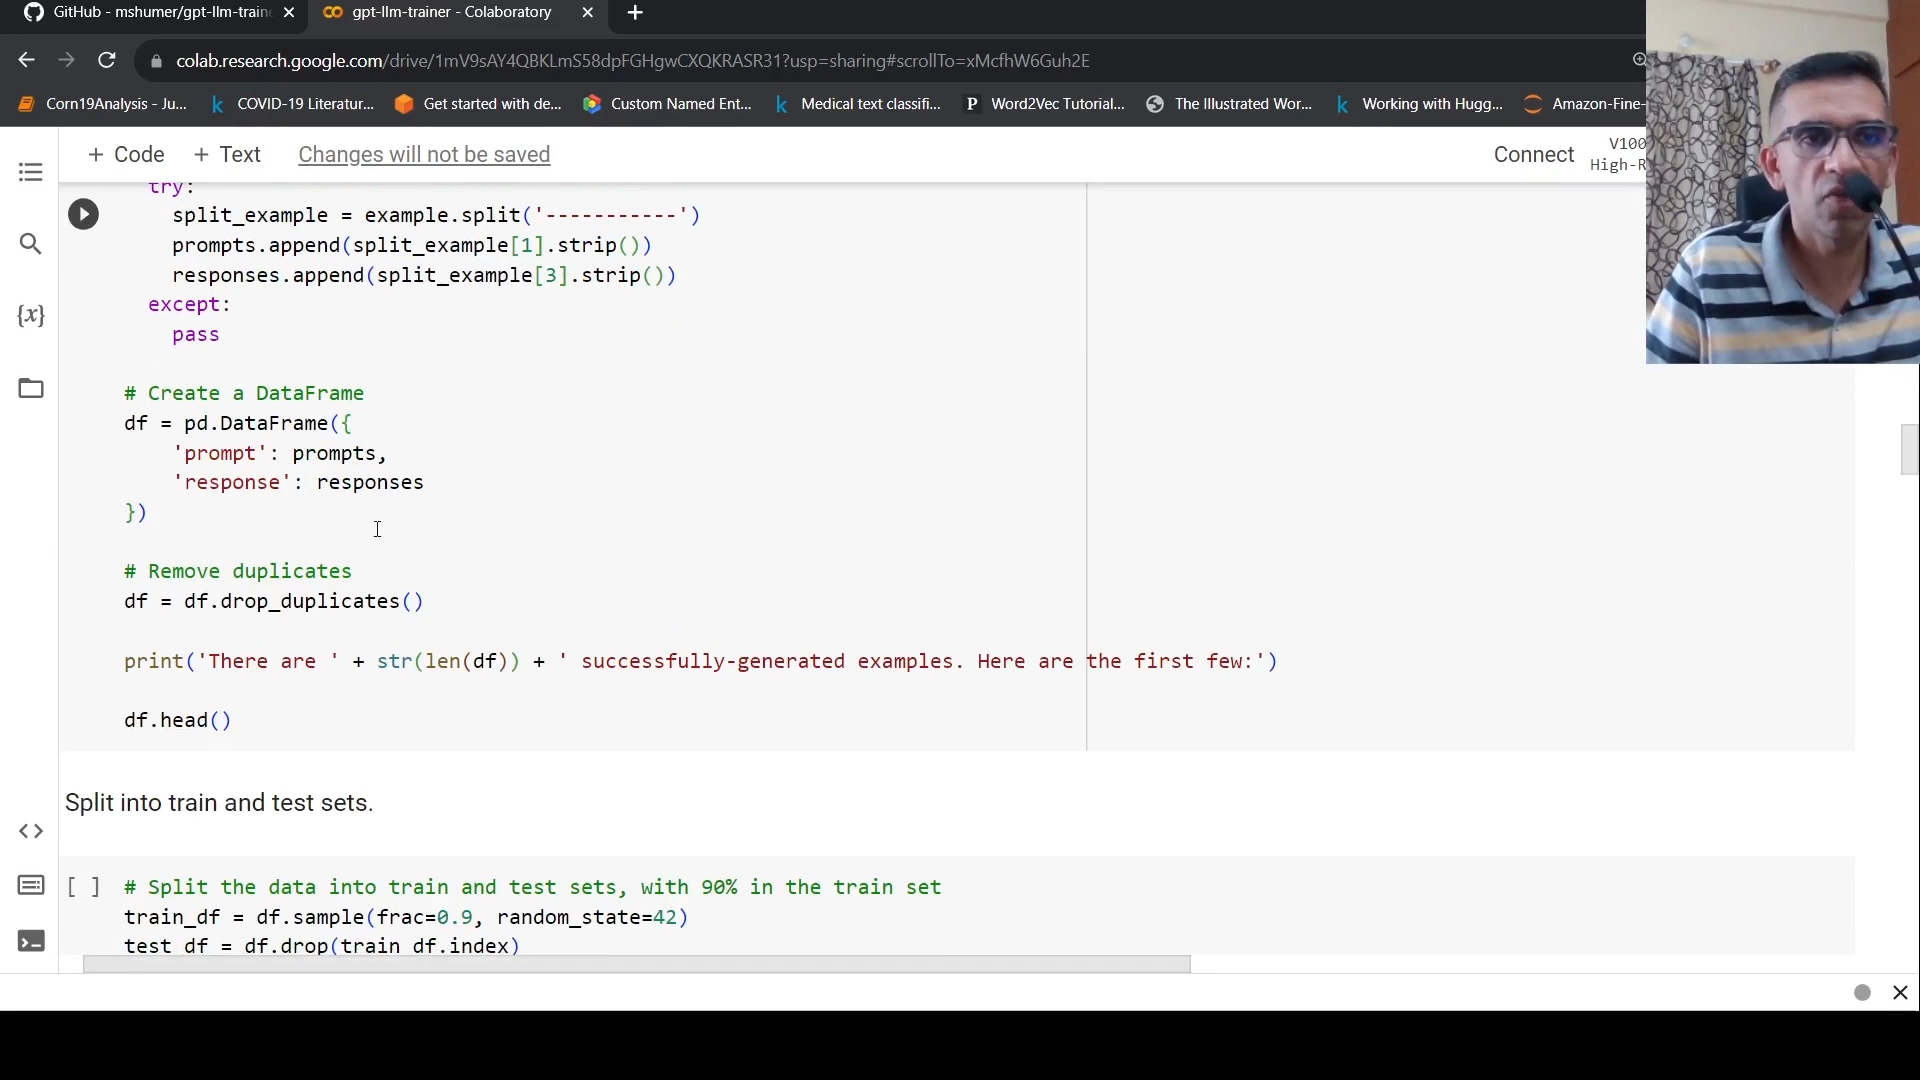 GitHub - mshumer/gpt-llm-traine
gpt-llm-trainer - Colaboratory
colab.research.google.com/drive/1mV9sAY4QBKLmS58dpFGHgwCXQKRASR31?usp=sharing#scrollTo=xMcfhW6Guh2E
Corn19Analysis - Ju...
COVID-19 Literatur...
Get started with de...
Custom Named Ent...
Medical text classifi...
Word2Vec Tutorial...
The Illustrated Wor...
Working with Hugg...
Amazon-Fine-
+ Code + Text Changes will not be saved
Connect
V100
High-R
try:
split_example = example.split('-----------')
prompts.append(split_example[1].strip())
responses.append(split_example[3].strip())
except:
pass
# Create a DataFrame
df = pd.DataFrame({
'prompt': prompts,
'response': responses
})
# Remove duplicates
df = df.drop_duplicates()
print('There are ' + str(len(df)) + ' successfully-generated examples. Here are the first few:')
df.head()
Split into train and test sets.
[ ] # Split the data into train and test sets, with 90% in the train set
train_df = df.sample(frac=0.9, random_state=42)
test_df = df.drop(train_df.index)